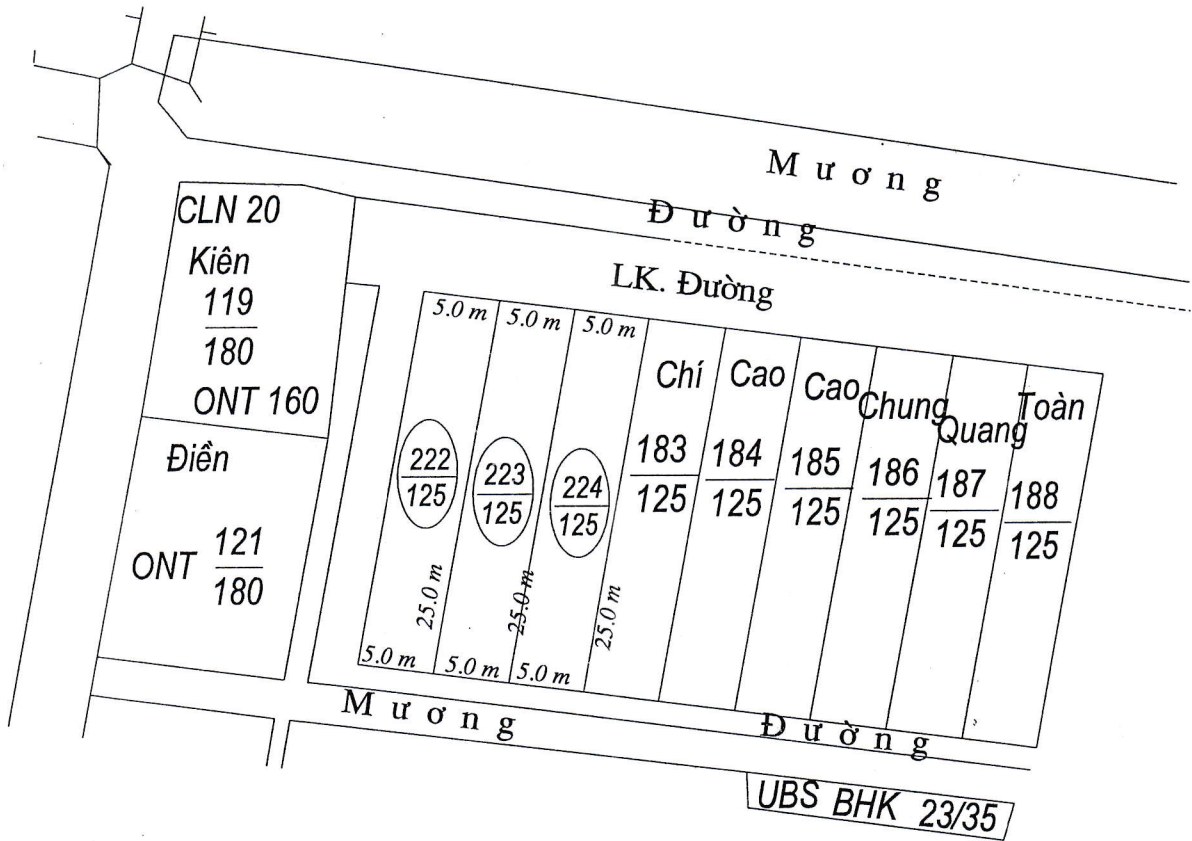 Mương
Đường
LK. Đường
CLN 20
Kiên
119
180
ONT 160
Điền
ONT 121
180
5.0 m 5.0 m 5.0 m
Chí Cao Cao Chung Quang Toàn
222
125
223
125
224
125
183
125
184
125
185
125
186
125
187
125
188
125
25.0 m 25.0 m 25.0 m
5.0 m 5.0 m 5.0 m
Mương Đường
UBS BHK 23/35